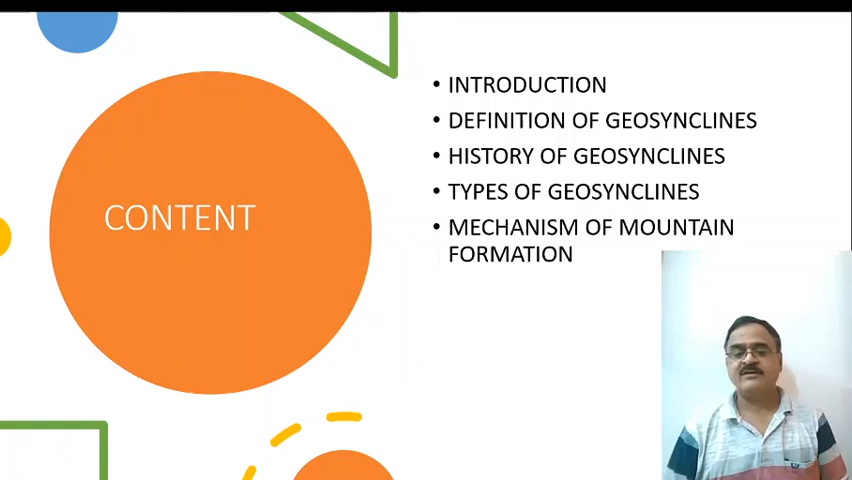 CONTENT
• INTRODUCTION
• DEFINITION OF GEOSYNCLINES
• HISTORY OF GEOSYNCLINES
• TYPES OF GEOSYNCLINES
• MECHANISM OF MOUNTAIN
FORMATION